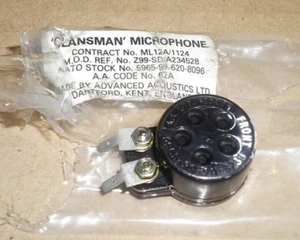 'CLANSMAN' MICROPHONE
CONTRACT No. ML12A/1124
M.O.D. REF. No. Z99-SD/A234528
NATO STOCK No. 5965-99-620-8096
A.A. CODE No. 62A
MADE BY ADVANCED ACOUSTICS LTD
DARTFORD, KENT, ENGLAND
FRONT